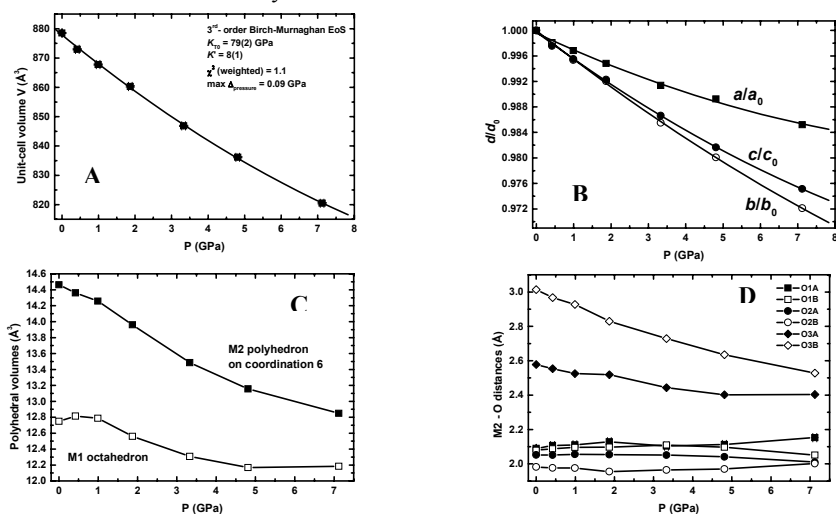 880
870
860
850
840
830
820
Unit-cell volume V (Å³)
0 1 2 3 4 5 6 7 8
P (GPa)
3rd- order Birch-Murnaghan EoS
KT0 = 79(2) GPa
K' = 8(1)
χ² (weighted) = 1.1
max Δpressure = 0.09 GPa
A
1.000
0.996
0.992
0.988
0.984
0.980
0.976
0.972
d/d0
0 1 2 3 4 5 6 7 8
P (GPa)
a/a0
c/c0
b/b0
B
14.6
14.4
14.2
14.0
13.8
13.6
13.4
13.2
13.0
12.8
12.6
12.4
12.2
12.0
Polyhedral volumes (Å³)
0 1 2 3 4 5 6 7
P (GPa)
C
M2 polyhedron
on coordination 6
M1 octahedron
3.0
2.8
2.6
2.4
2.2
2.0
M2 - O distances (Å)
0 1 2 3 4 5 6 7
P (GPa)
D
O1A
O1B
O2A
O2B
O3A
O3B